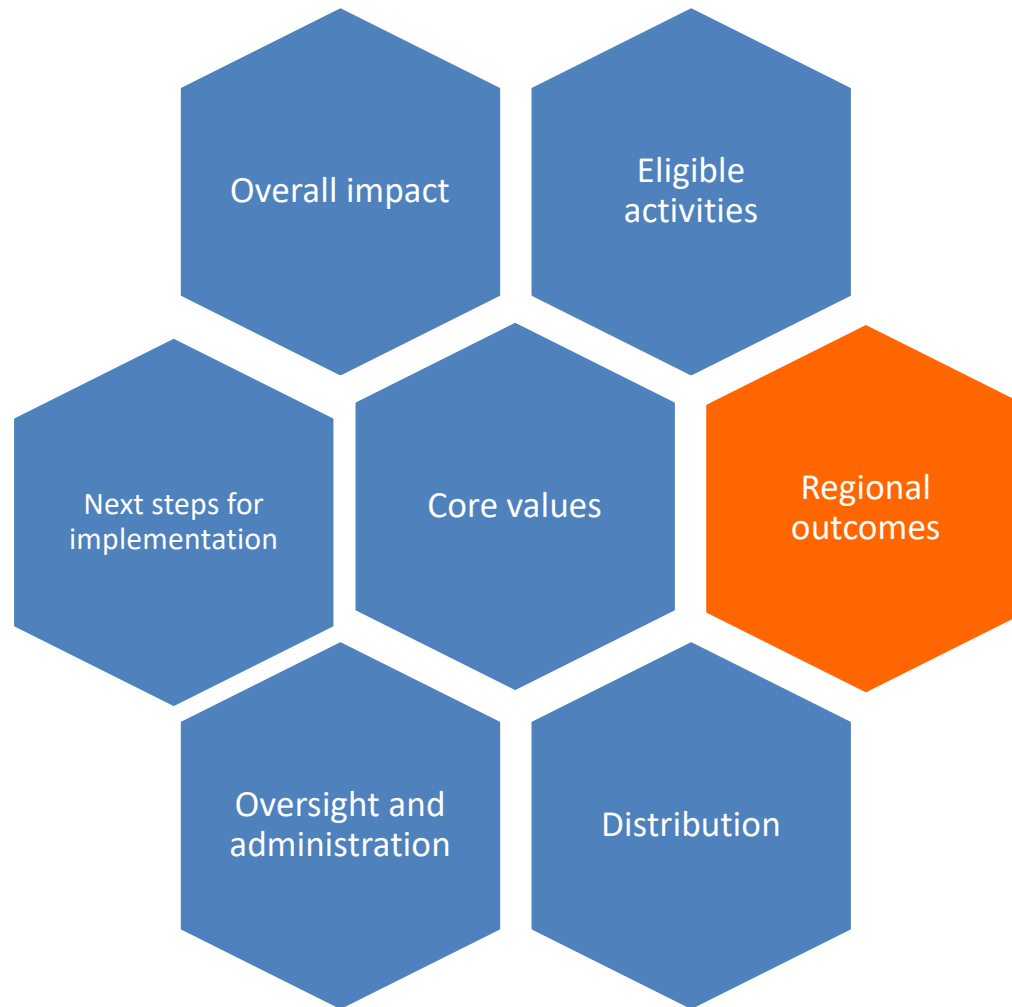 Overall impact
Eligible
activities
Next steps for
implementation
Core values
Regional
outcomes
Oversight and
administration
Distribution